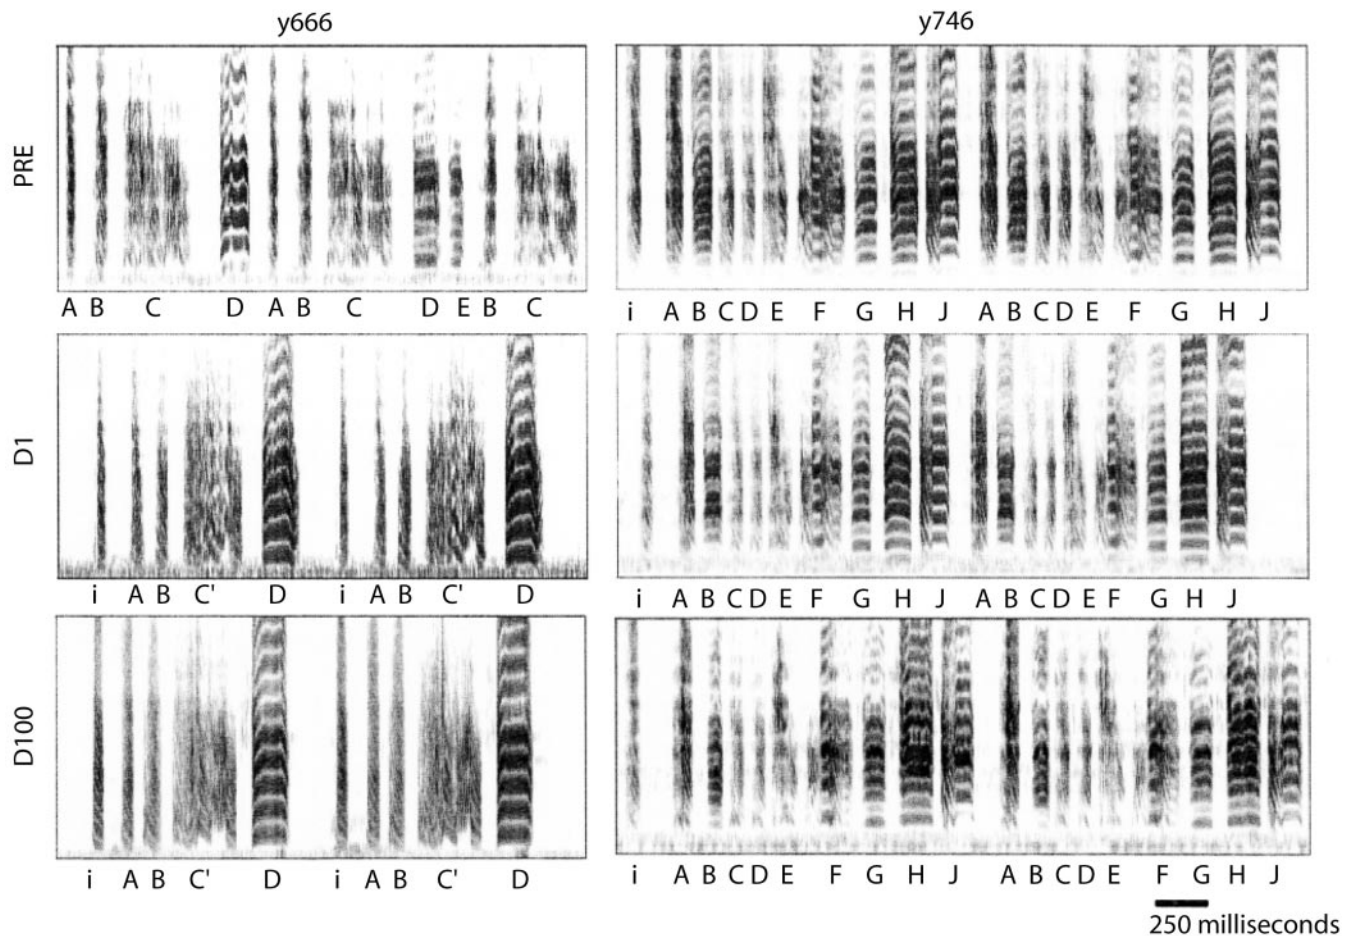 y666 y746
PRE
A B C D A B C D E B C
i A B C D E F G H J A B C D E F G H J
D1
i A B C' D i A B C' D
i A B C D E F G H J A B C D E F G H J
D100
i A B C' D i A B C' D
i A B C D E F G H J A B C D E F G H J
250 milliseconds